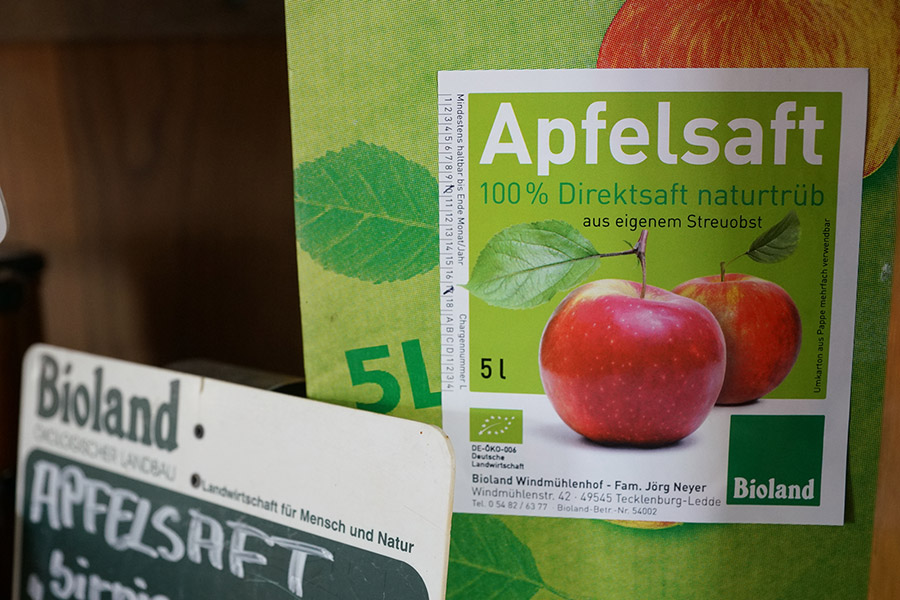 Apfelsaft
100% Direktsaft naturtrüb
aus eigenem Streuobst
Mindestens haltbar bis Ende Monat/Jahr
1 2 3 4 5 6 7 8 9 10 11 12 13 14 15 16 17 18 A B C D 1 2 3 4
Chargennummer L
Umkarton aus Pappe mehrfach verwendbar
5 l
5L
DE-ÖKO-006
Deutsche
Landwirtschaft
Bioland
Bioland Windmühlenhof - Fam. Jörg Neyer
Windmühlenstr. 42 · 49545 Tecklenburg-Ledde
Tel. 0 54 82 / 63 77 Bioland-Betr.-Nr. 54002
Bioland
ÖKOLOGISCHER LANDBAU
Landwirtschaft für Mensch und Natur
APFELSAFT